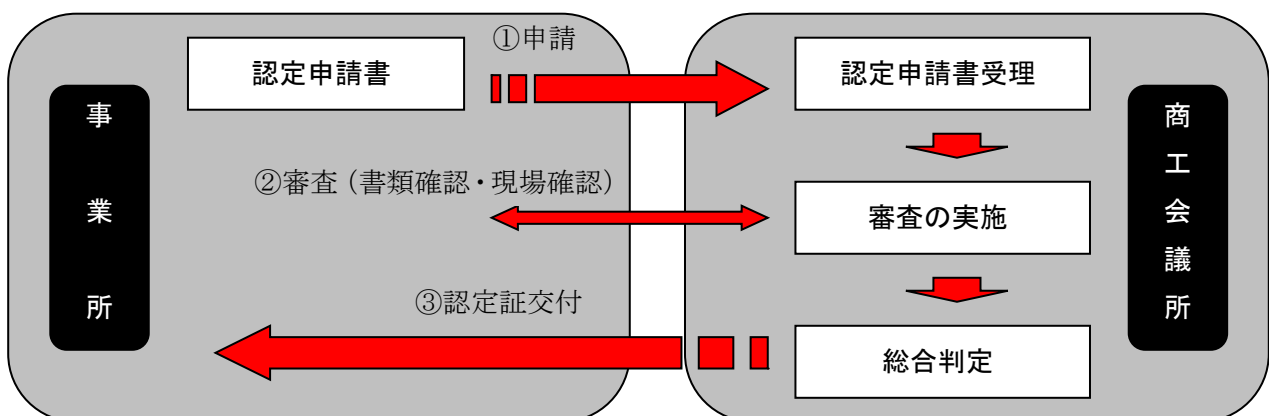 ①申請
認定申請書
認定申請書受理
事業所
商工会議所
②審査（書類確認・現場確認）
審査の実施
③認定証交付
総合判定